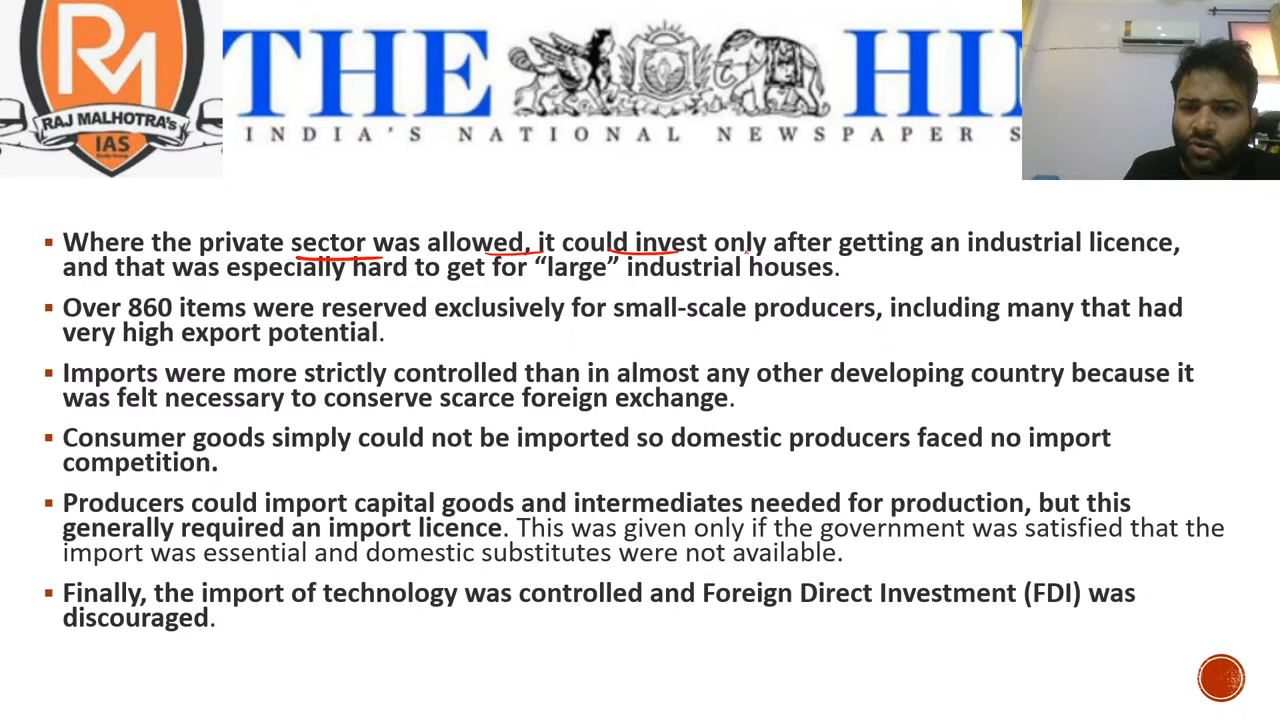 RM
RAJ MALHOTRA's
IAS
Study Group
THE HI
INDIA'S NATIONAL NEWSPAPER S
▪ Where the private sector was allowed, it could invest only after getting an industrial licence,
and that was especially hard to get for “large” industrial houses.
▪ Over 860 items were reserved exclusively for small-scale producers, including many that had
very high export potential.
▪ Imports were more strictly controlled than in almost any other developing country because it
was felt necessary to conserve scarce foreign exchange.
▪ Consumer goods simply could not be imported so domestic producers faced no import
competition.
▪ Producers could import capital goods and intermediates needed for production, but this
generally required an import licence. This was given only if the government was satisfied that the
import was essential and domestic substitutes were not available.
▪ Finally, the import of technology was controlled and Foreign Direct Investment (FDI) was
discouraged.